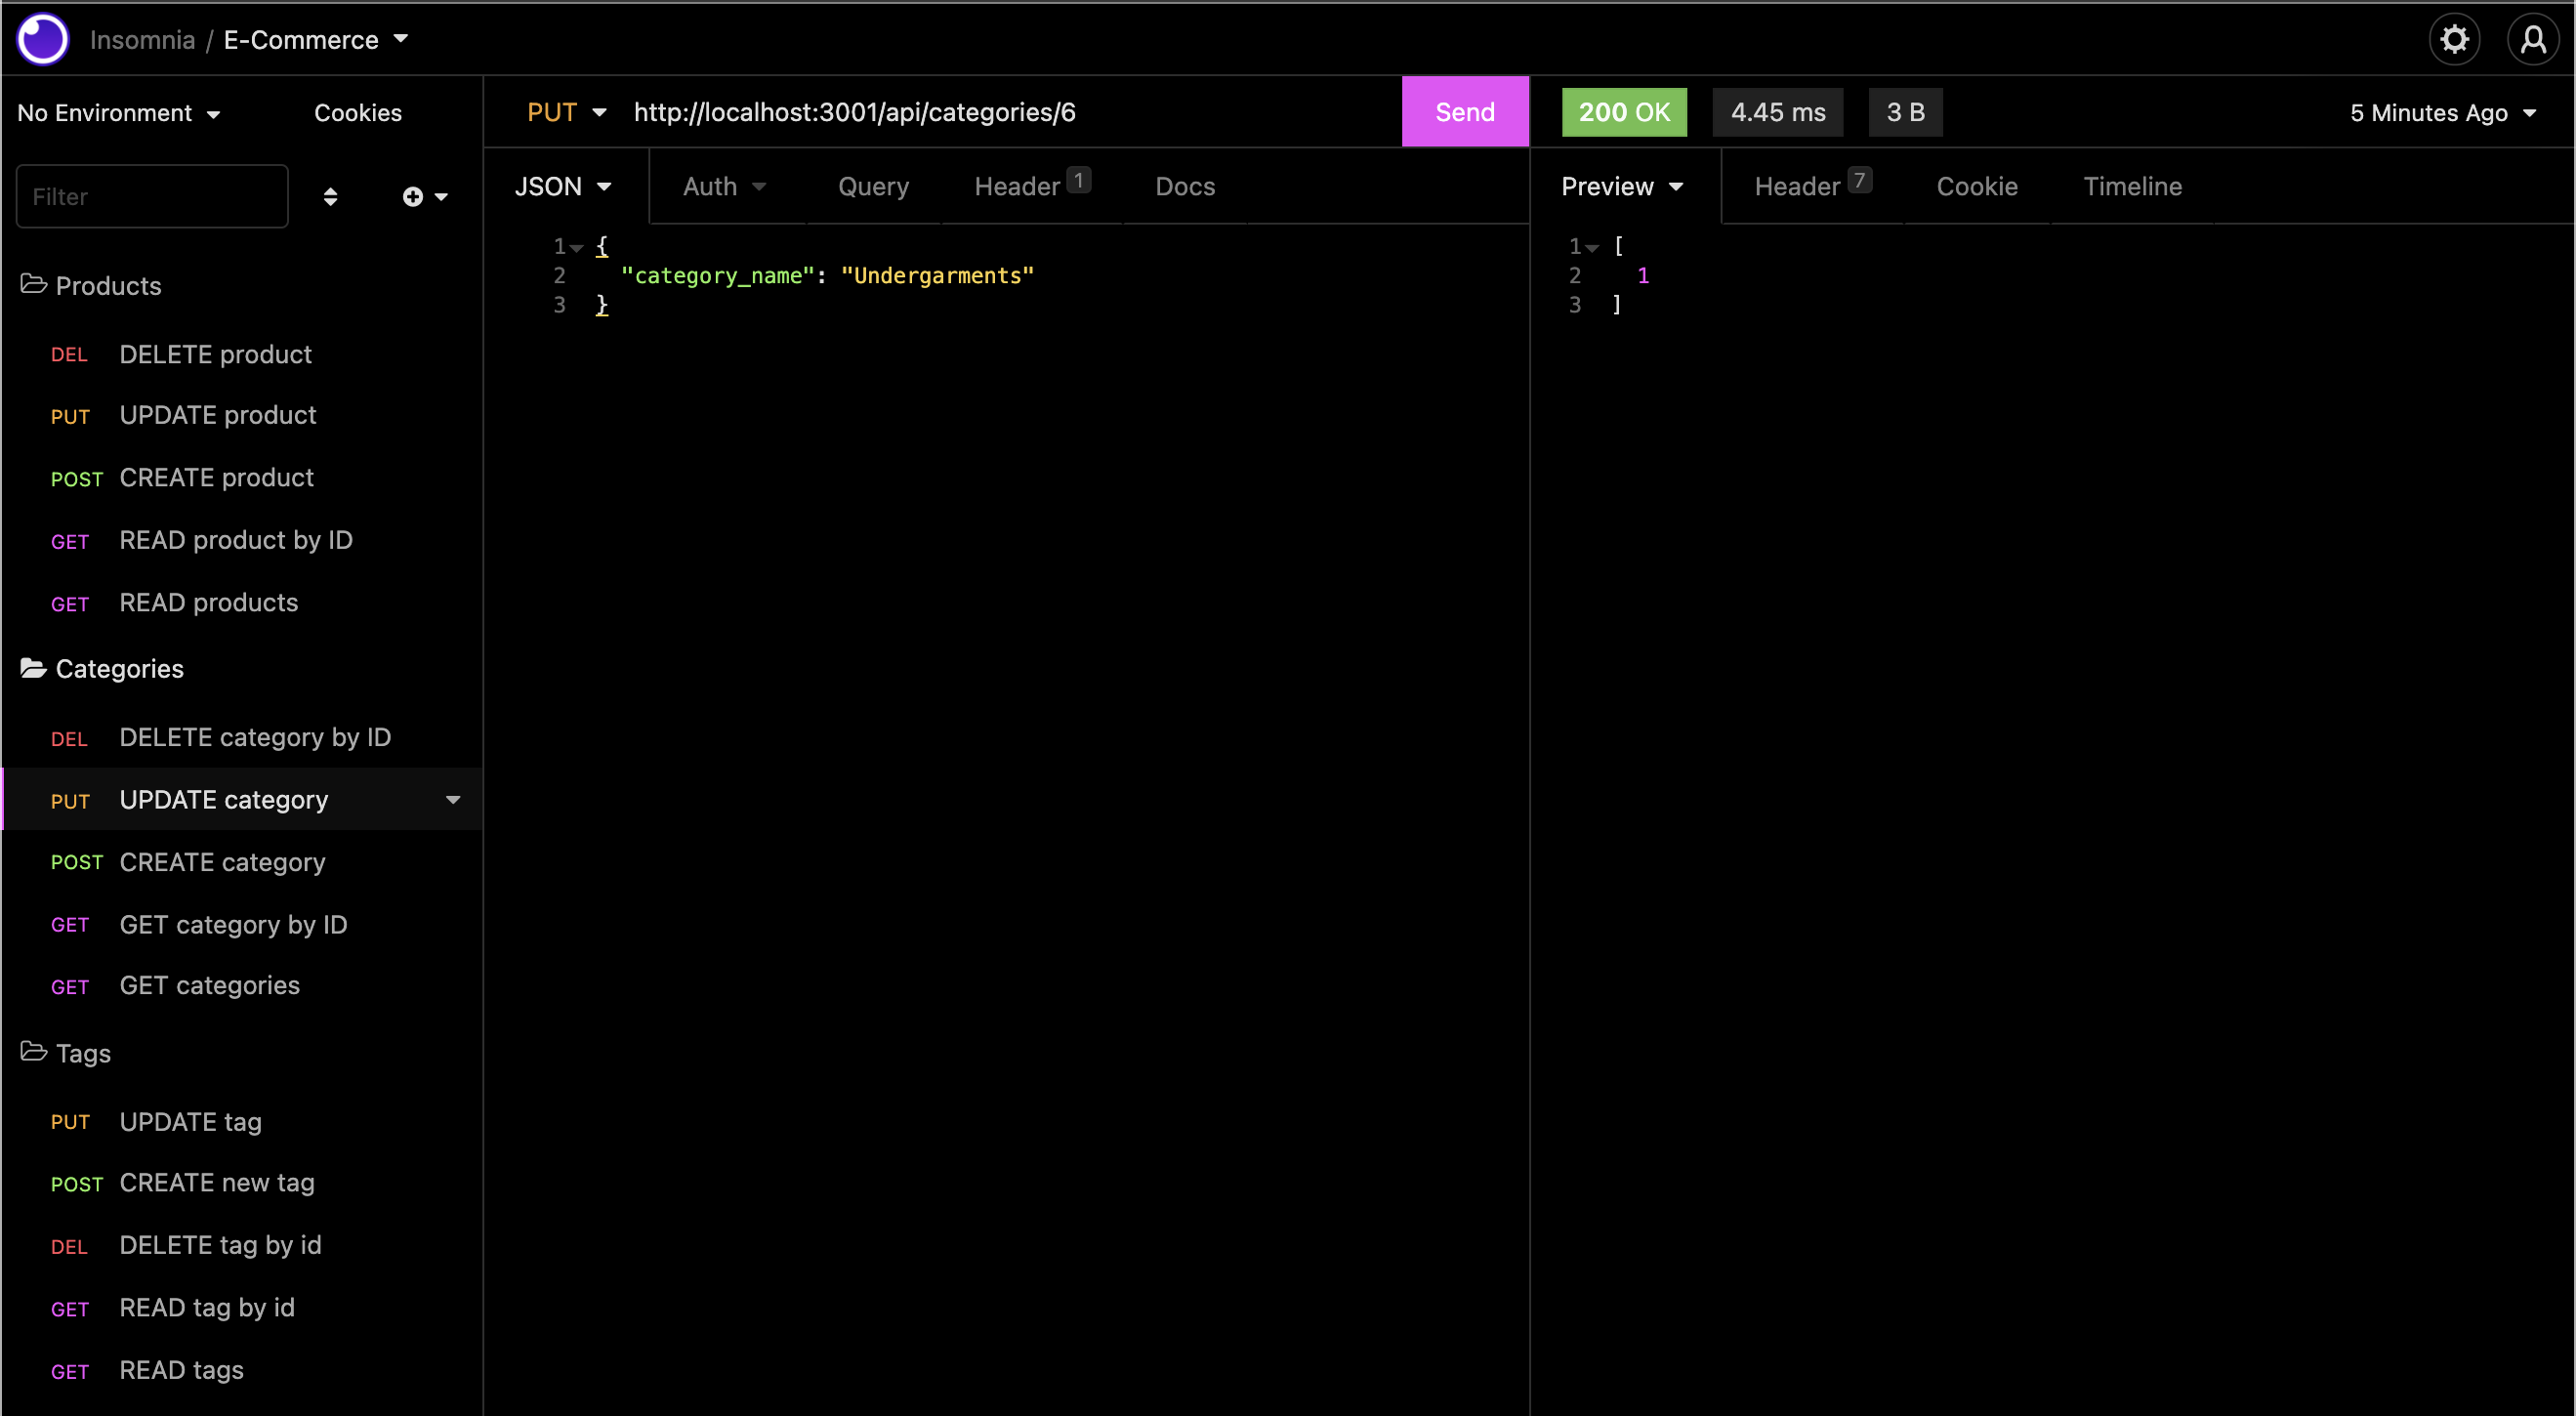 Insomnia / E-Commerce
No Environment Cookies
PUT http://localhost:3001/api/categories/6 Send
200 OK 4.45 ms 3 B 5 Minutes Ago
Filter
JSON Auth Query Header 1 Docs
Preview Header 7 Cookie Timeline
1 {
2 "category_name": "Undergarments"
3 }
1 [
2 1
3 ]
Products
DEL DELETE product
PUT UPDATE product
POST CREATE product
GET READ product by ID
GET READ products
Categories
DEL DELETE category by ID
PUT UPDATE category
POST CREATE category
GET GET category by ID
GET GET categories
Tags
PUT UPDATE tag
POST CREATE new tag
DEL DELETE tag by id
GET READ tag by id
GET READ tags